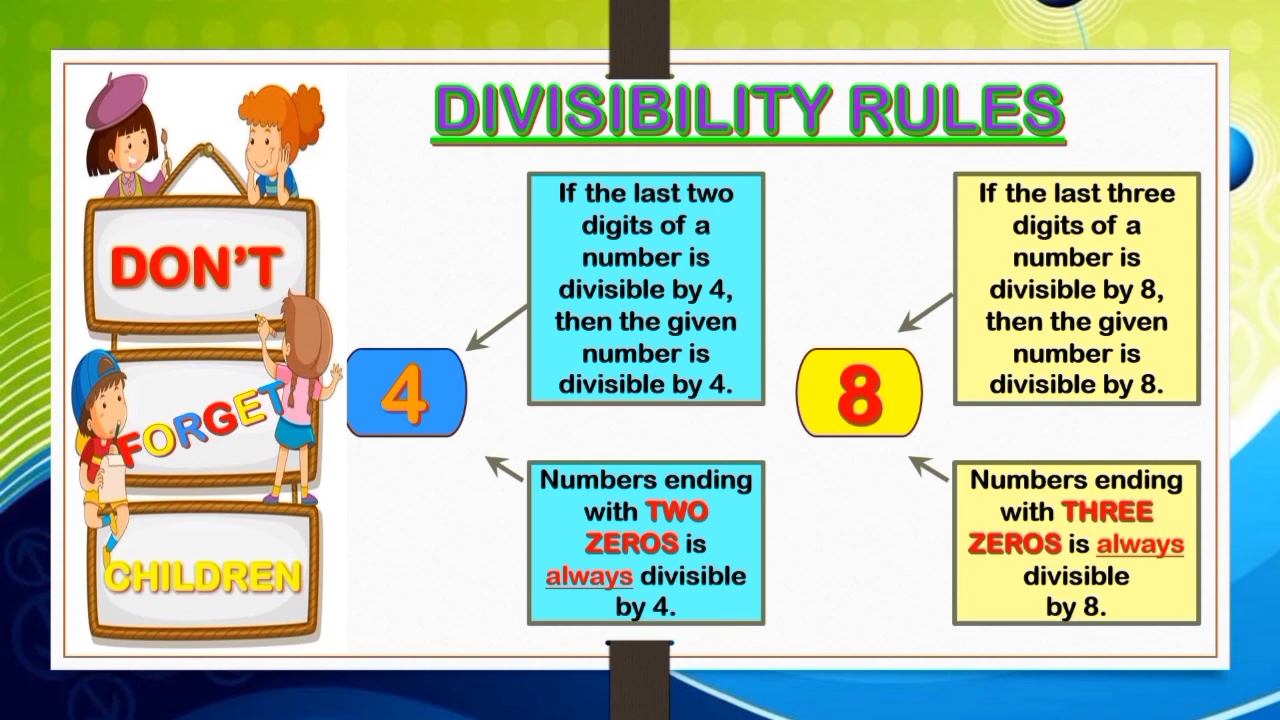 DIVISIBILITY RULES
DON'T
FORGET
CHILDREN
4
If the last two
digits of a
number is
divisible by 4,
then the given
number is
divisible by 4.
Numbers ending
with TWO
ZEROS is
always divisible
by 4.
8
If the last three
digits of a
number is
divisible by 8,
then the given
number is
divisible by 8.
Numbers ending
with THREE
ZEROS is always
divisible
by 8.